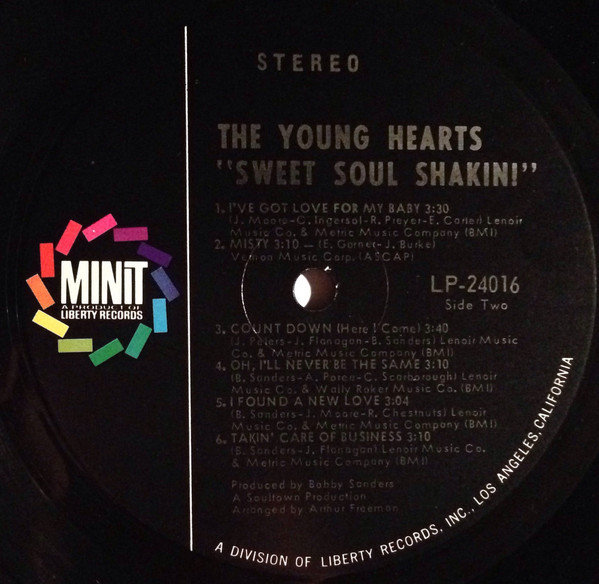 STEREO
THE YOUNG HEARTS
"SWEET SOUL SHAKIN!"
1. I'VE GOT LOVE FOR MY BABY 3:30
(J. Moore-C. Ingersol-R. Preyer-E. Carter) Lenoir
Music Co. & Metric Music Company (BMI)
2. MISTY 3:10 - (E. Garner-J. Burke)
Vernon Music Corp. (ASCAP)
MINIT
A PRODUCT OF
LIBERTY RECORDS
LP-24016
Side Two
3. COUNT DOWN (Here I Come) 3:40
(J. Peters-J. Flanagan-B. Sanders) Lenoir Music
Co. & Metric Music Company (BMI)
4. OH, I'LL NEVER BE THE SAME 3:10
(B. Sanders-A. Poree-C. Scarborough) Lenoir
Music Co. & Wally Roker Music Co. (BMI)
5. I FOUND A NEW LOVE 3:04
(B. Sanders-J. Moore-R. Chestnuts) Lenoir
Music Co. & Metric Music Company (BMI)
6. TAKIN' CARE OF BUSINESS 3:10
(B. Sanders-J. Flanagan) Lenoir Music Co.
& Metric Music Company (BMI)
Produced by Bobby Sanders
A Soultown Production
Arranged by Arthur Freeman
A DIVISION OF LIBERTY RECORDS, INC., LOS ANGELES, CALIFORNIA